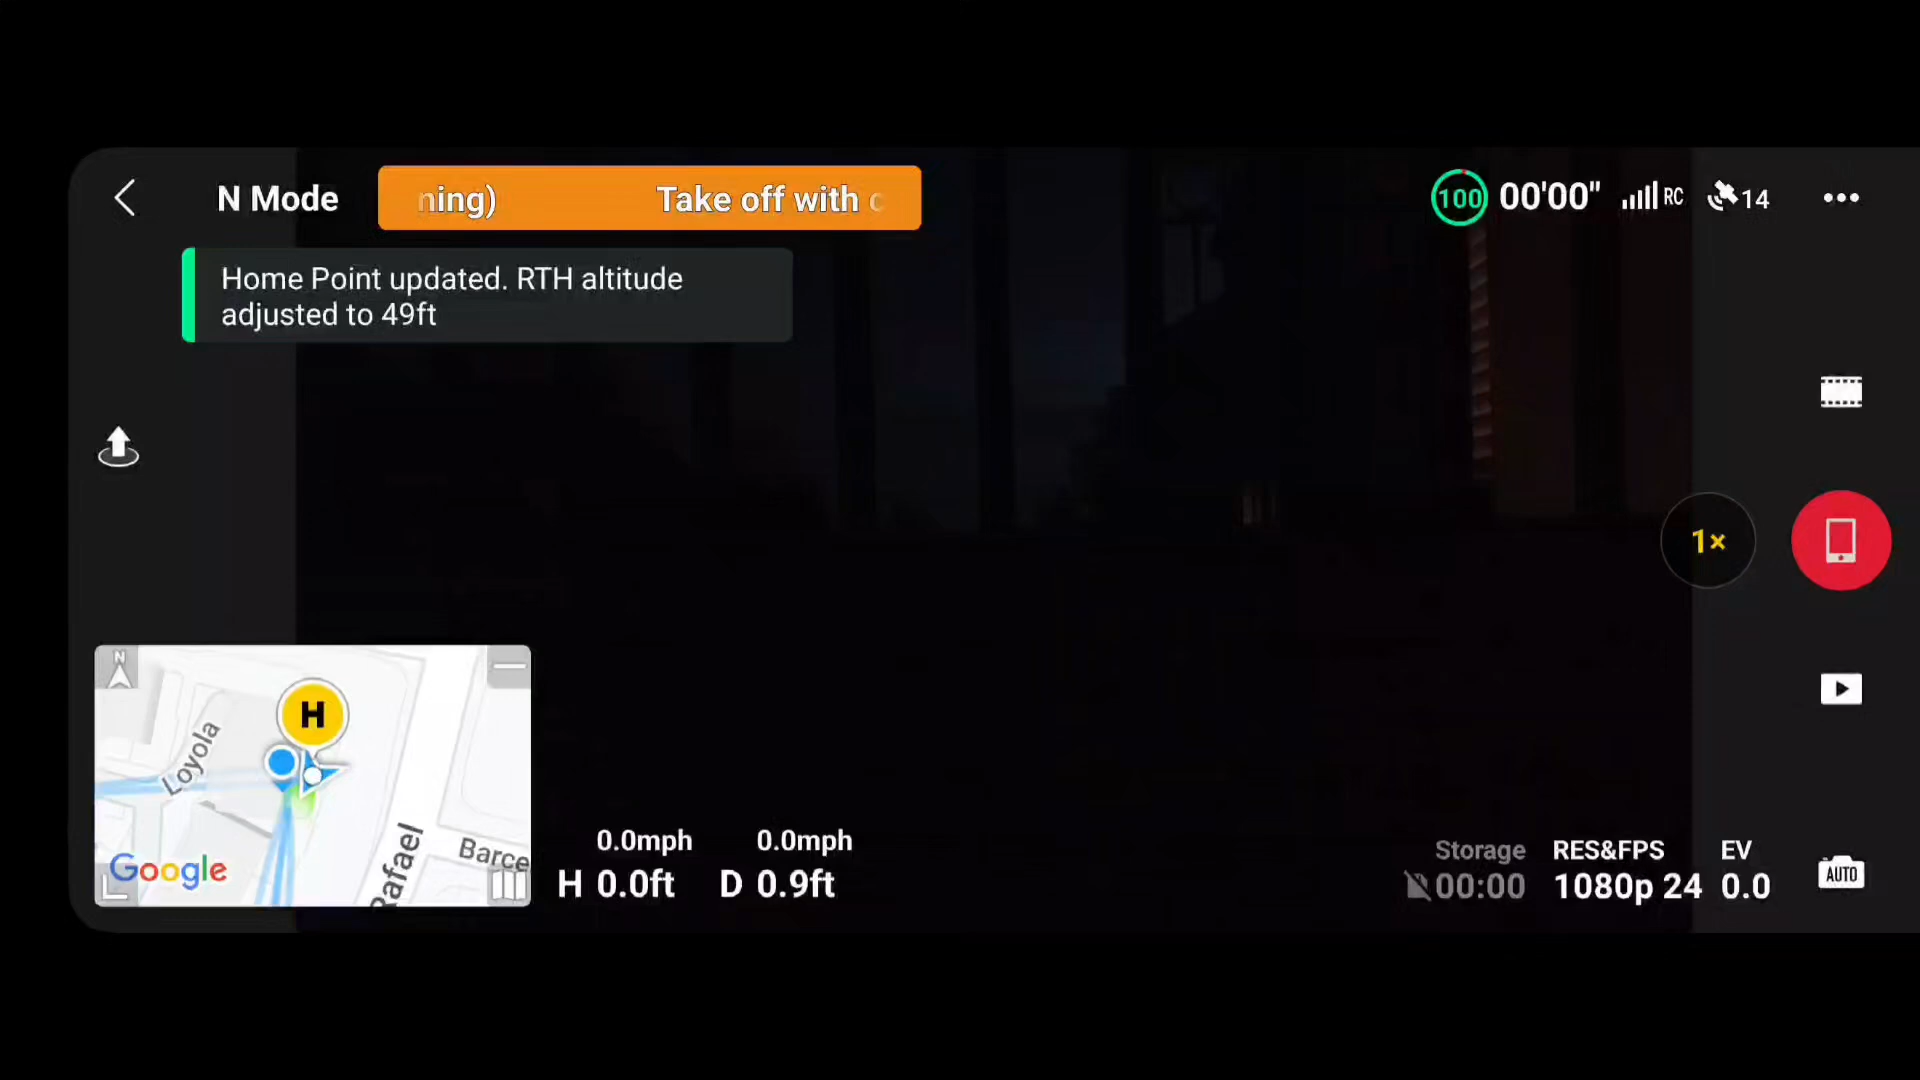 N Mode
ning) Take off with
100 00'00" RC 14
Home Point updated. RTH altitude
adjusted to 49ft
1×
N
H
Loyola
Rafael
Barce
Google
0.0mph 0.0mph
H 0.0ft D 0.9ft
Storage RES&FPS EV
00:00 1080p 24 0.0
AUTO